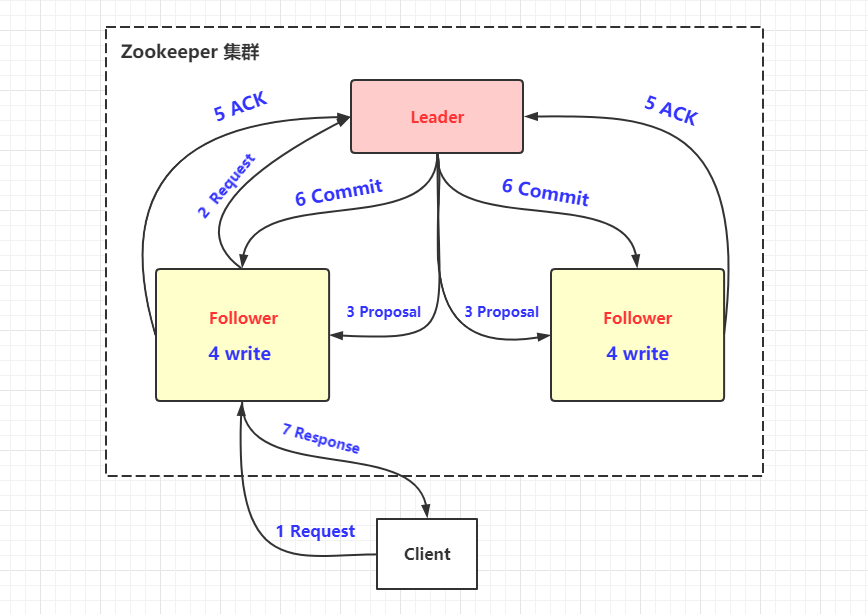 Zookeeper 集群
5 ACK
Leader
5 ACK
2 Request
6 Commit
6 Commit
Follower
4 write
3 Proposal
3 Proposal
Follower
4 write
7 Response
1 Request
Client